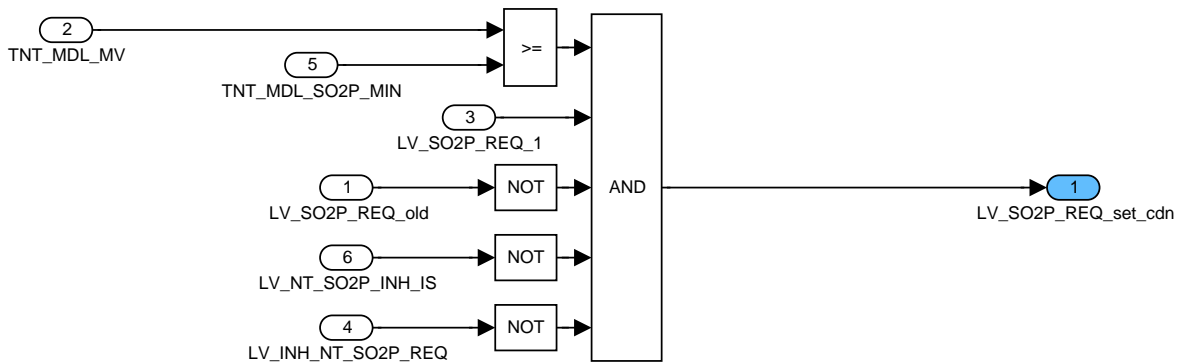 2
TNT_MDL_MV
>=
5
TNT_MDL_SO2P_MIN
3
LV_SO2P_REQ_1
1
NOT
AND
1
LV_SO2P_REQ_old
LV_SO2P_REQ_set_cdn
6
NOT
LV_NT_SO2P_INH_IS
4
NOT
LV_INH_NT_SO2P_REQ